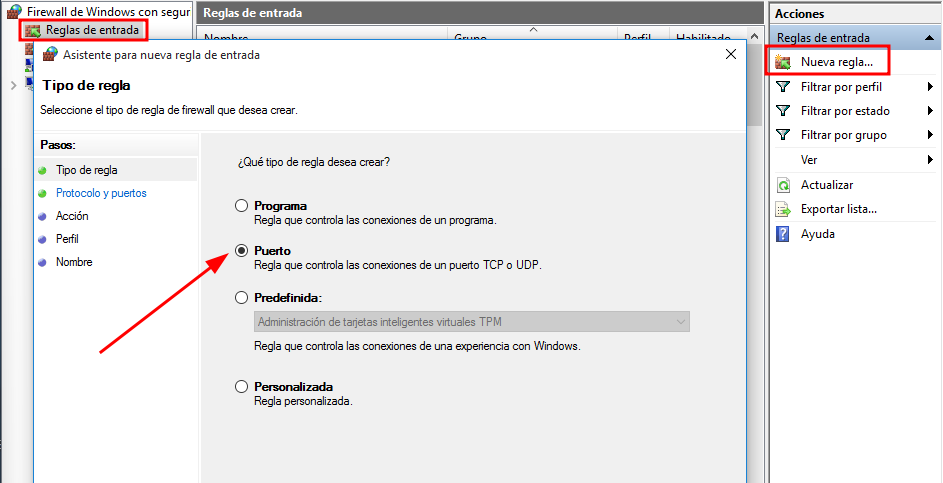 Firewall de Windows con segur
Reglas de entrada
Reglas de entrada
Nombre
Grupo
Perfil
Habilitado
Asistente para nueva regla de entrada
Tipo de regla
Seleccione el tipo de regla de firewall que desea crear.
Pasos:
Tipo de regla
Protocolo y puertos
Acción
Perfil
Nombre
¿Qué tipo de regla desea crear?
Programa
Regla que controla las conexiones de un programa.
Puerto
Regla que controla las conexiones de un puerto TCP o UDP.
Predefinida:
Administración de tarjetas inteligentes virtuales TPM
Regla que controla las conexiones de una experiencia con Windows.
Personalizada
Regla personalizada.
Acciones
Reglas de entrada
Nueva regla...
Filtrar por perfil
Filtrar por estado
Filtrar por grupo
Ver
Actualizar
Exportar lista...
Ayuda